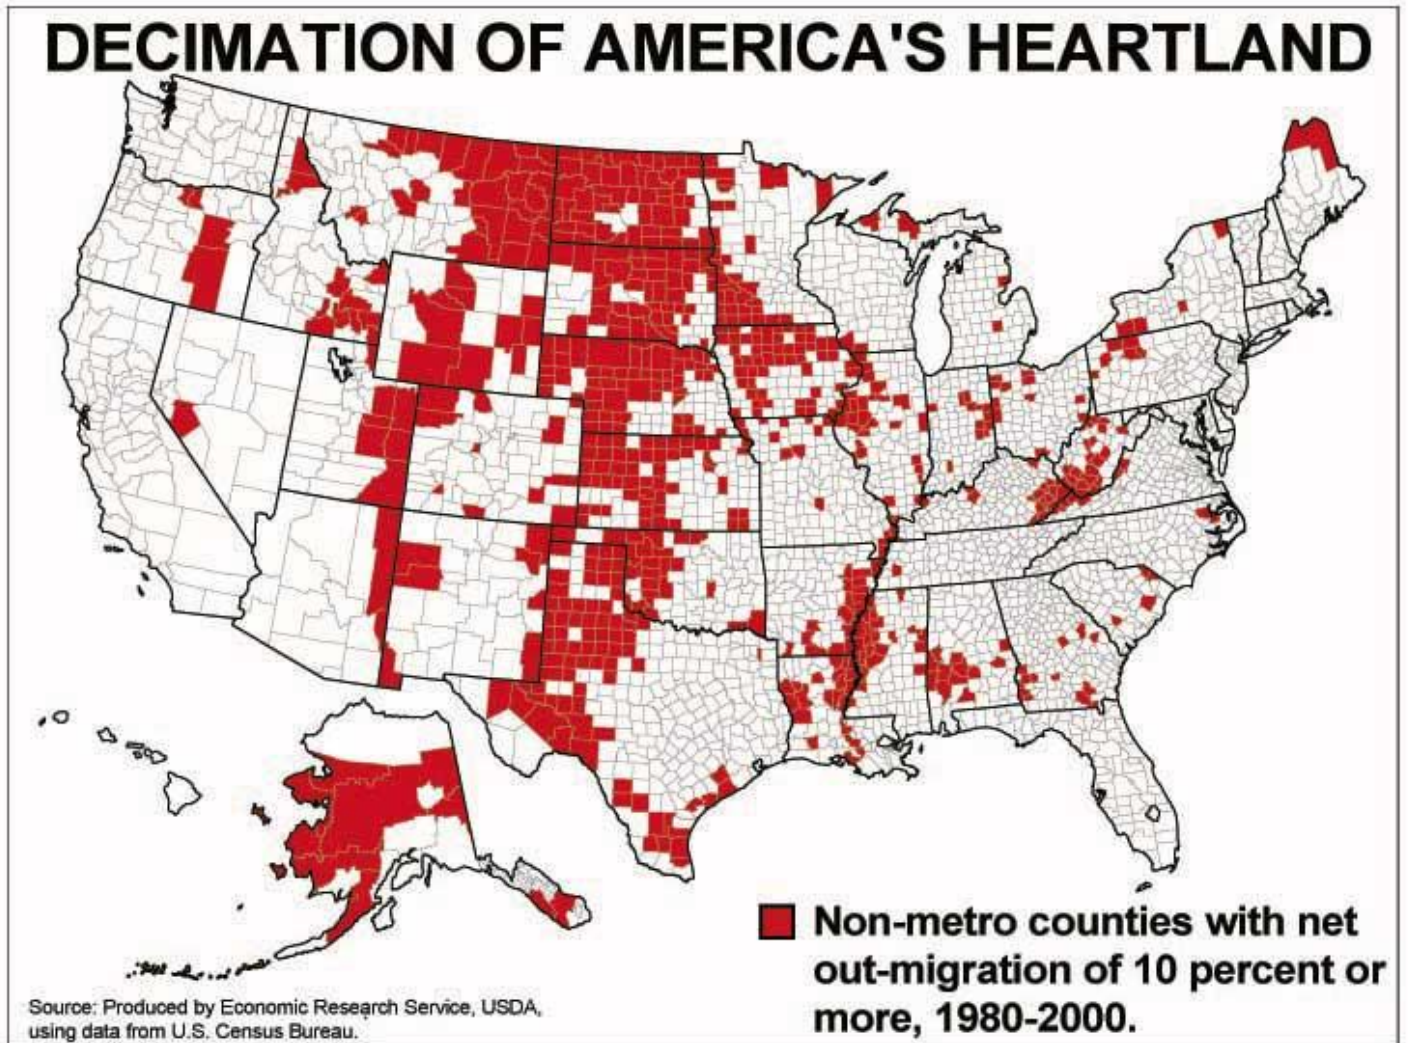 DECIMATION OF AMERICA'S HEARTLAND
Non-metro counties with net
out-migration of 10 percent or
more, 1980-2000.
Source: Produced by Economic Research Service, USDA,
using data from U.S. Census Bureau.